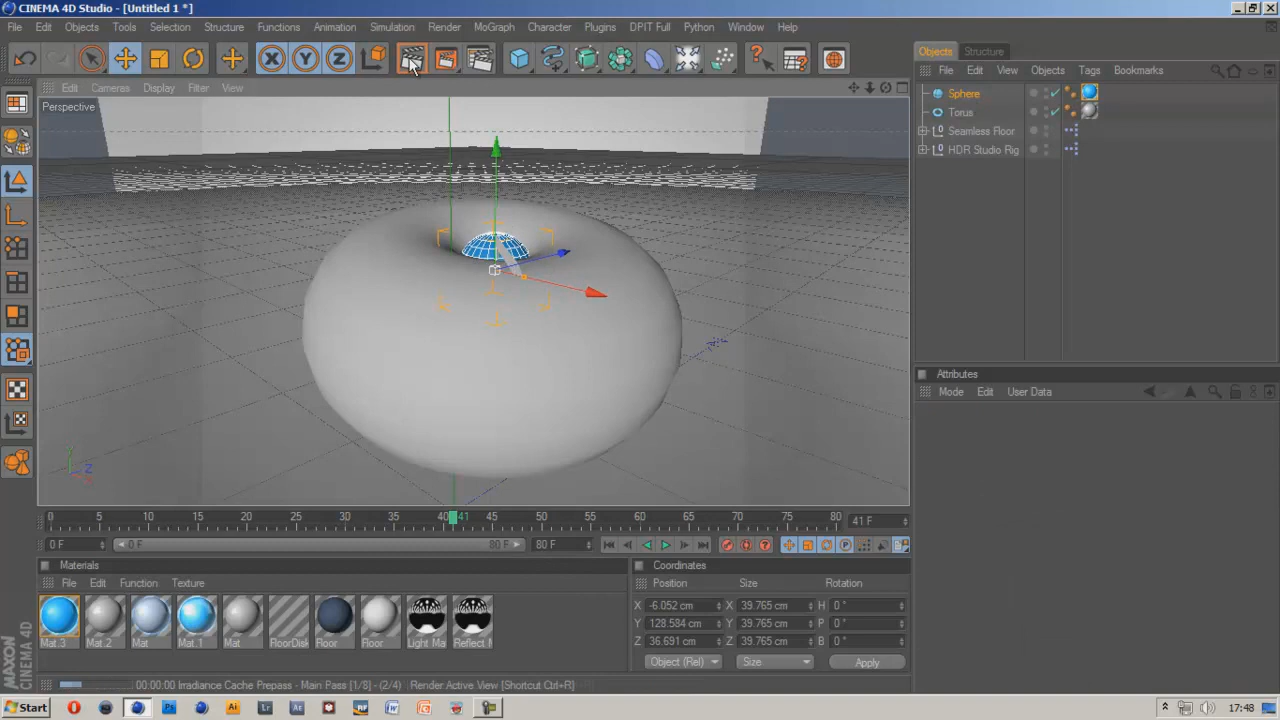 CINEMA 4D Studio - [Untitled 1 *]
File Edit Objects Tools Selection Structure Functions Animation Simulation Render MoGraph Character Plugins DPIT Full Python Window Help
X Y Z
Objects Structure
File Edit View Objects Tags Bookmarks
Sphere
Torus
Seamless Floor
HDR Studio Rig
Edit Cameras Display Filter View
Perspective
Y Z X
Attributes
Mode Edit User Data
0 5 10 15 20 25 30 35 40 41 45 50 55 60 65 70 75 80 41 F
0 F 0 F 80 F 80 F
Materials
File Edit Function Texture
Mat.3 Mat.2 Mat Mat.1 Mat FloorDisk Floor Floor Light Ma Reflect M
Coordinates
Position Size Rotation
X -6.052 cm X 39.765 cm H 0 °
Y 128.584 cm Y 39.765 cm P 0 °
Z 36.691 cm Z 39.765 cm B 0 °
Object (Rel) Size Apply
MAXON CINEMA 4D
00:00:00 Irradiance Cache Prepass - Main Pass [1/8] - (2/4) Render Active View [Shortcut Ctrl+R]
Start 17:48